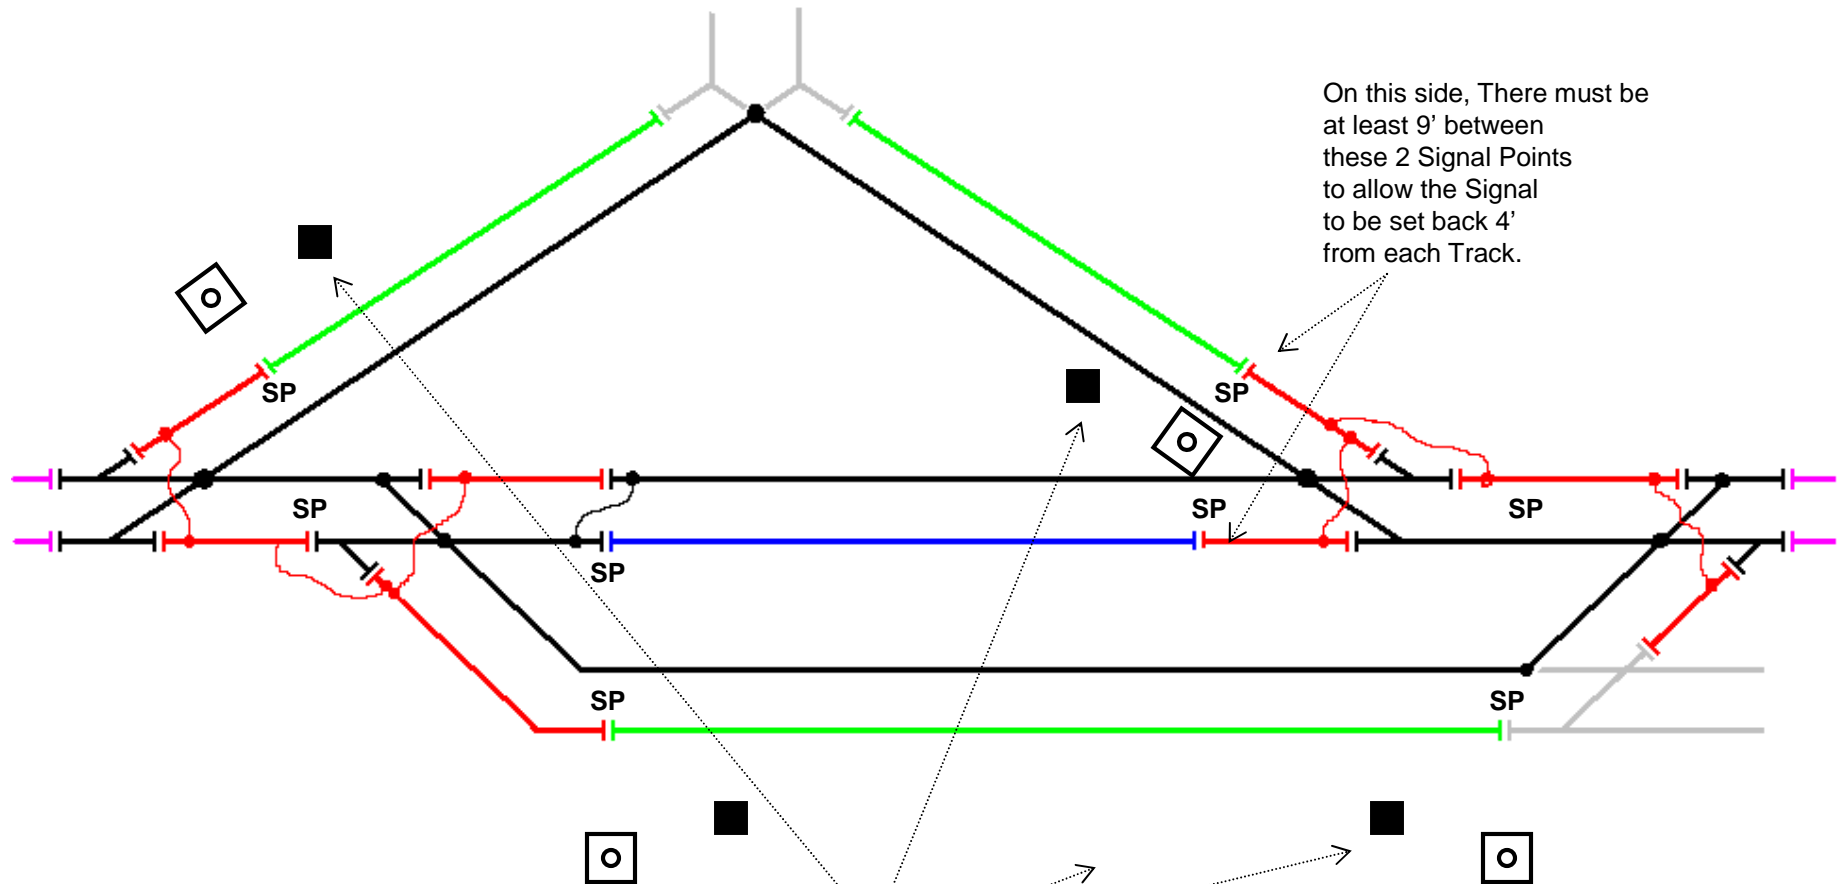 On this side, There must be
at least 9’ between
these 2 Signal Points
to allow the Signal
to be set back 4’
from each Track.
SP
SP
SP
SP
SP
SP
SP
SP